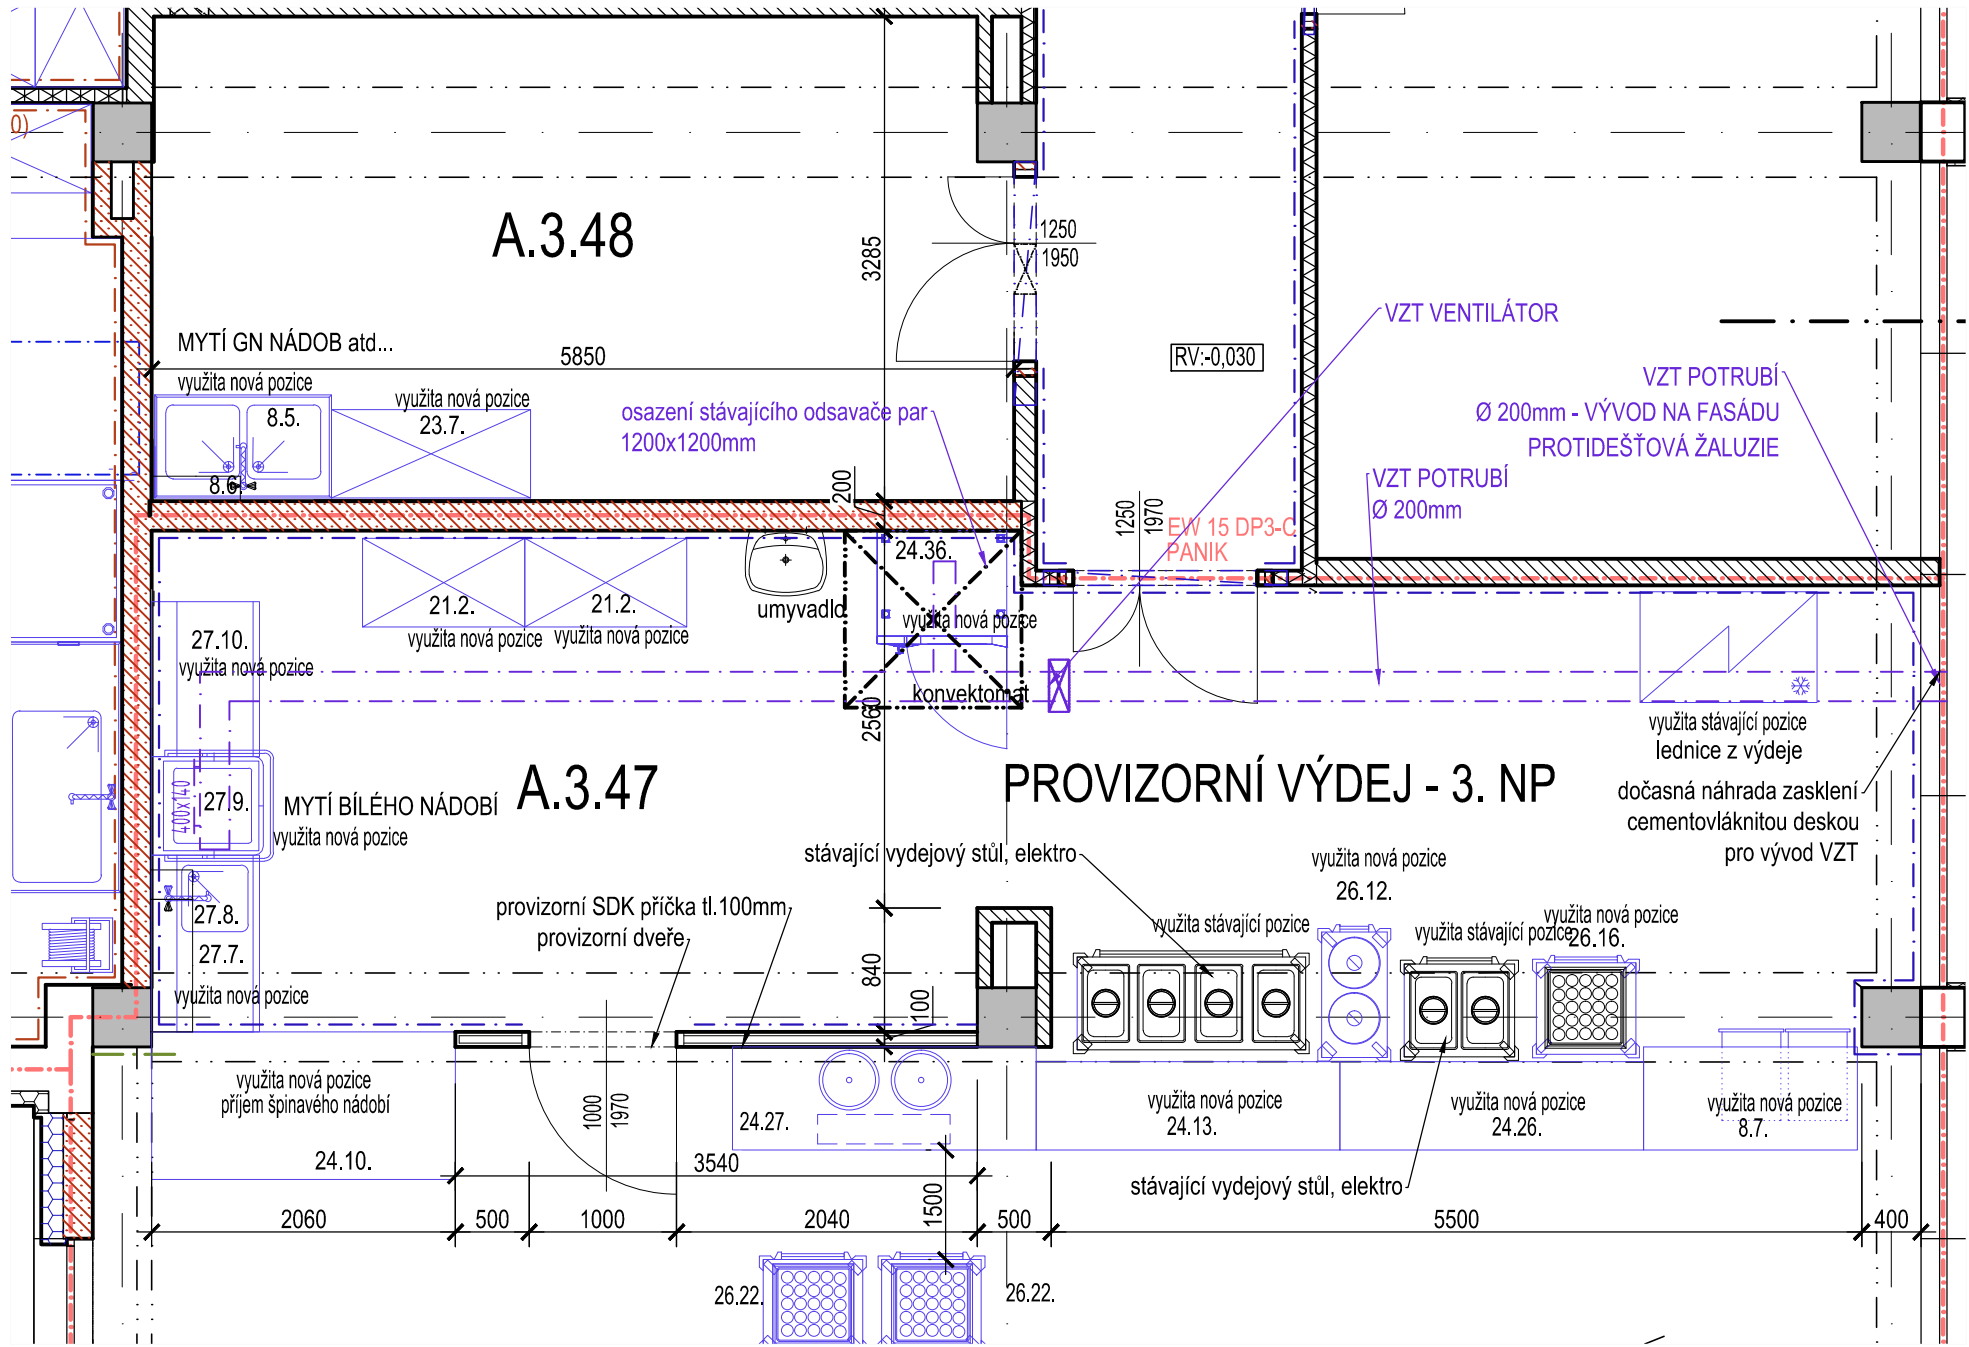 0)
A.3.48
3285
1250
1950
MYTÍ GN NÁDOB atd...
5850
RV:-0,030
VZT VENTILÁTOR
VZT POTRUBÍ
Ø 200mm - VÝVOD NA FASÁDU
PROTIDEŠŤOVÁ ŽALUZIE
využita nová pozice
8.5.
využita nová pozice
23.7.
osazení stávajícího odsavače par
1200x1200mm
8.6.
200
VZT POTRUBÍ
Ø 200mm
1250
1970
EW 15 DP3-C
PANIK
24.36.
21.2.
21.2.
umyvadlo
využita nová pozice
využita nová pozice
využita nová pozice
27.10.
využita nová pozice
konvektomat
2560
využita stávající pozice
lednice z výdeje
A.3.47
PROVIZORNÍ VÝDEJ - 3. NP
400x140
27.9.
MYTÍ BÍLÉHO NÁDOBÍ
využita nová pozice
dočasná náhrada zasklení
cementovláknitou deskou
pro vývod VZT
stávající vydejový stůl, elektro
využita nová pozice
26.12.
provizorní SDK příčka tl.100mm
provizorní dveře
27.8.
27.7.
využita nová pozice
840
100
využita stávající pozice
využita stávající pozice
využita nová pozice
26.16.
využita nová pozice
příjem špinavého nádobí
24.10.
1000
1970
24.27.
využita nová pozice
24.13.
využita nová pozice
24.26.
využita nová pozice
8.7.
3540
1500
stávající vydejový stůl, elektro
2060
500
1000
2040
500
5500
400
26.22.
26.22.